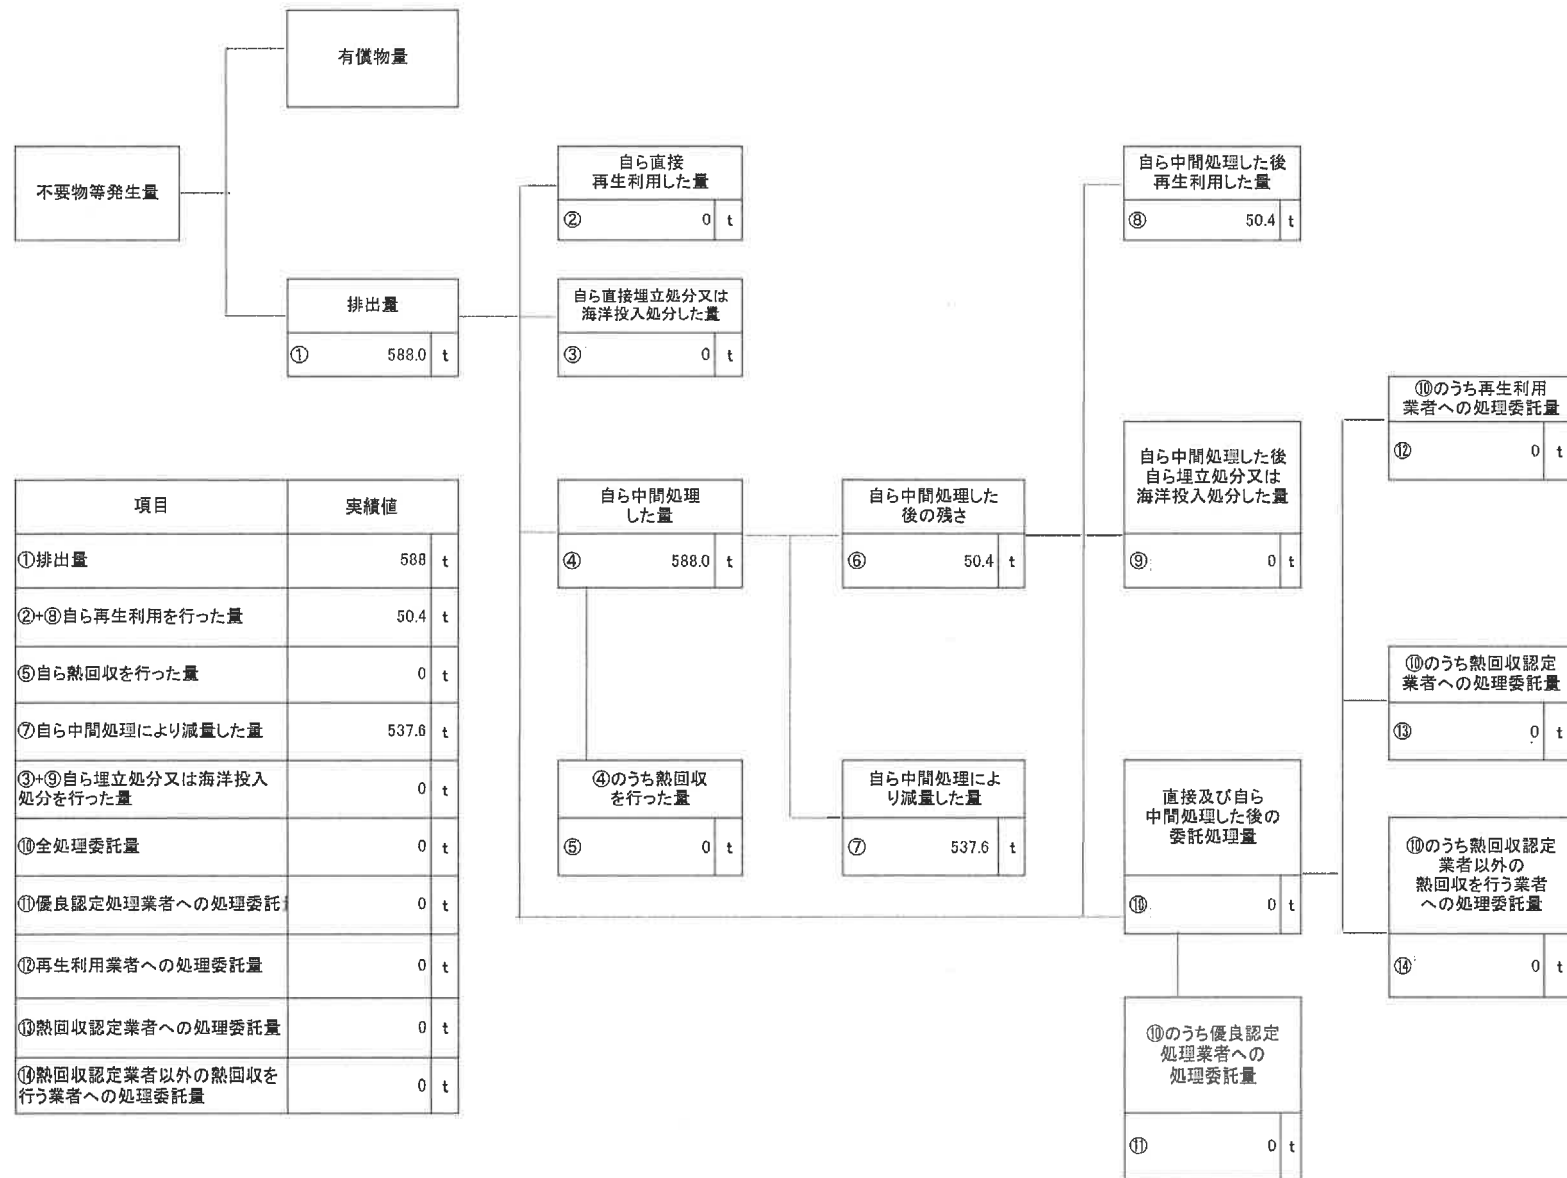 有償物量
不要物等発生量
排出量
① 588.0 t
自ら直接
再生利用した量
② 0 t
自ら直接埋立処分又は
海洋投入処分した量
③ 0 t
自ら中間処理
した量
④ 588.0 t
④のうち熱回収
を行った量
⑤ 0 t
自ら中間処理した
後の残さ
⑥ 50.4 t
自ら中間処理によ
り減量した量
⑦ 537.6 t
自ら中間処理した後
再生利用した量
⑧ 50.4 t
自ら中間処理した後
自ら埋立処分又は
海洋投入処分した量
⑨ 0 t
直接及び自ら
中間処理した後の
委託処理量
⑩ 0 t
⑩のうち優良認定
処理業者への
処理委託量
⑪ 0 t
⑩のうち再生利用
業者への処理委託量
⑫ 0 t
⑩のうち熱回収認定
業者への処理委託量
⑬ 0 t
⑩のうち熱回収認定
業者以外の
熱回収を行う業者
への処理委託量
⑭ 0 t
項目 実績値
①排出量 588 t
②+⑧自ら再生利用を行った量 50.4 t
⑤自ら熱回収を行った量 0 t
⑦自ら中間処理により減量した量 537.6 t
③+⑨自ら埋立処分又は海洋投入
処分を行った量 0 t
⑩全処理委託量 0 t
⑪優良認定処理業者への処理委託 0 t
⑫再生利用業者への処理委託量 0 t
⑬熱回収認定業者への処理委託量 0 t
⑭熱回収認定業者以外の熱回収を
行う業者への処理委託量 0 t